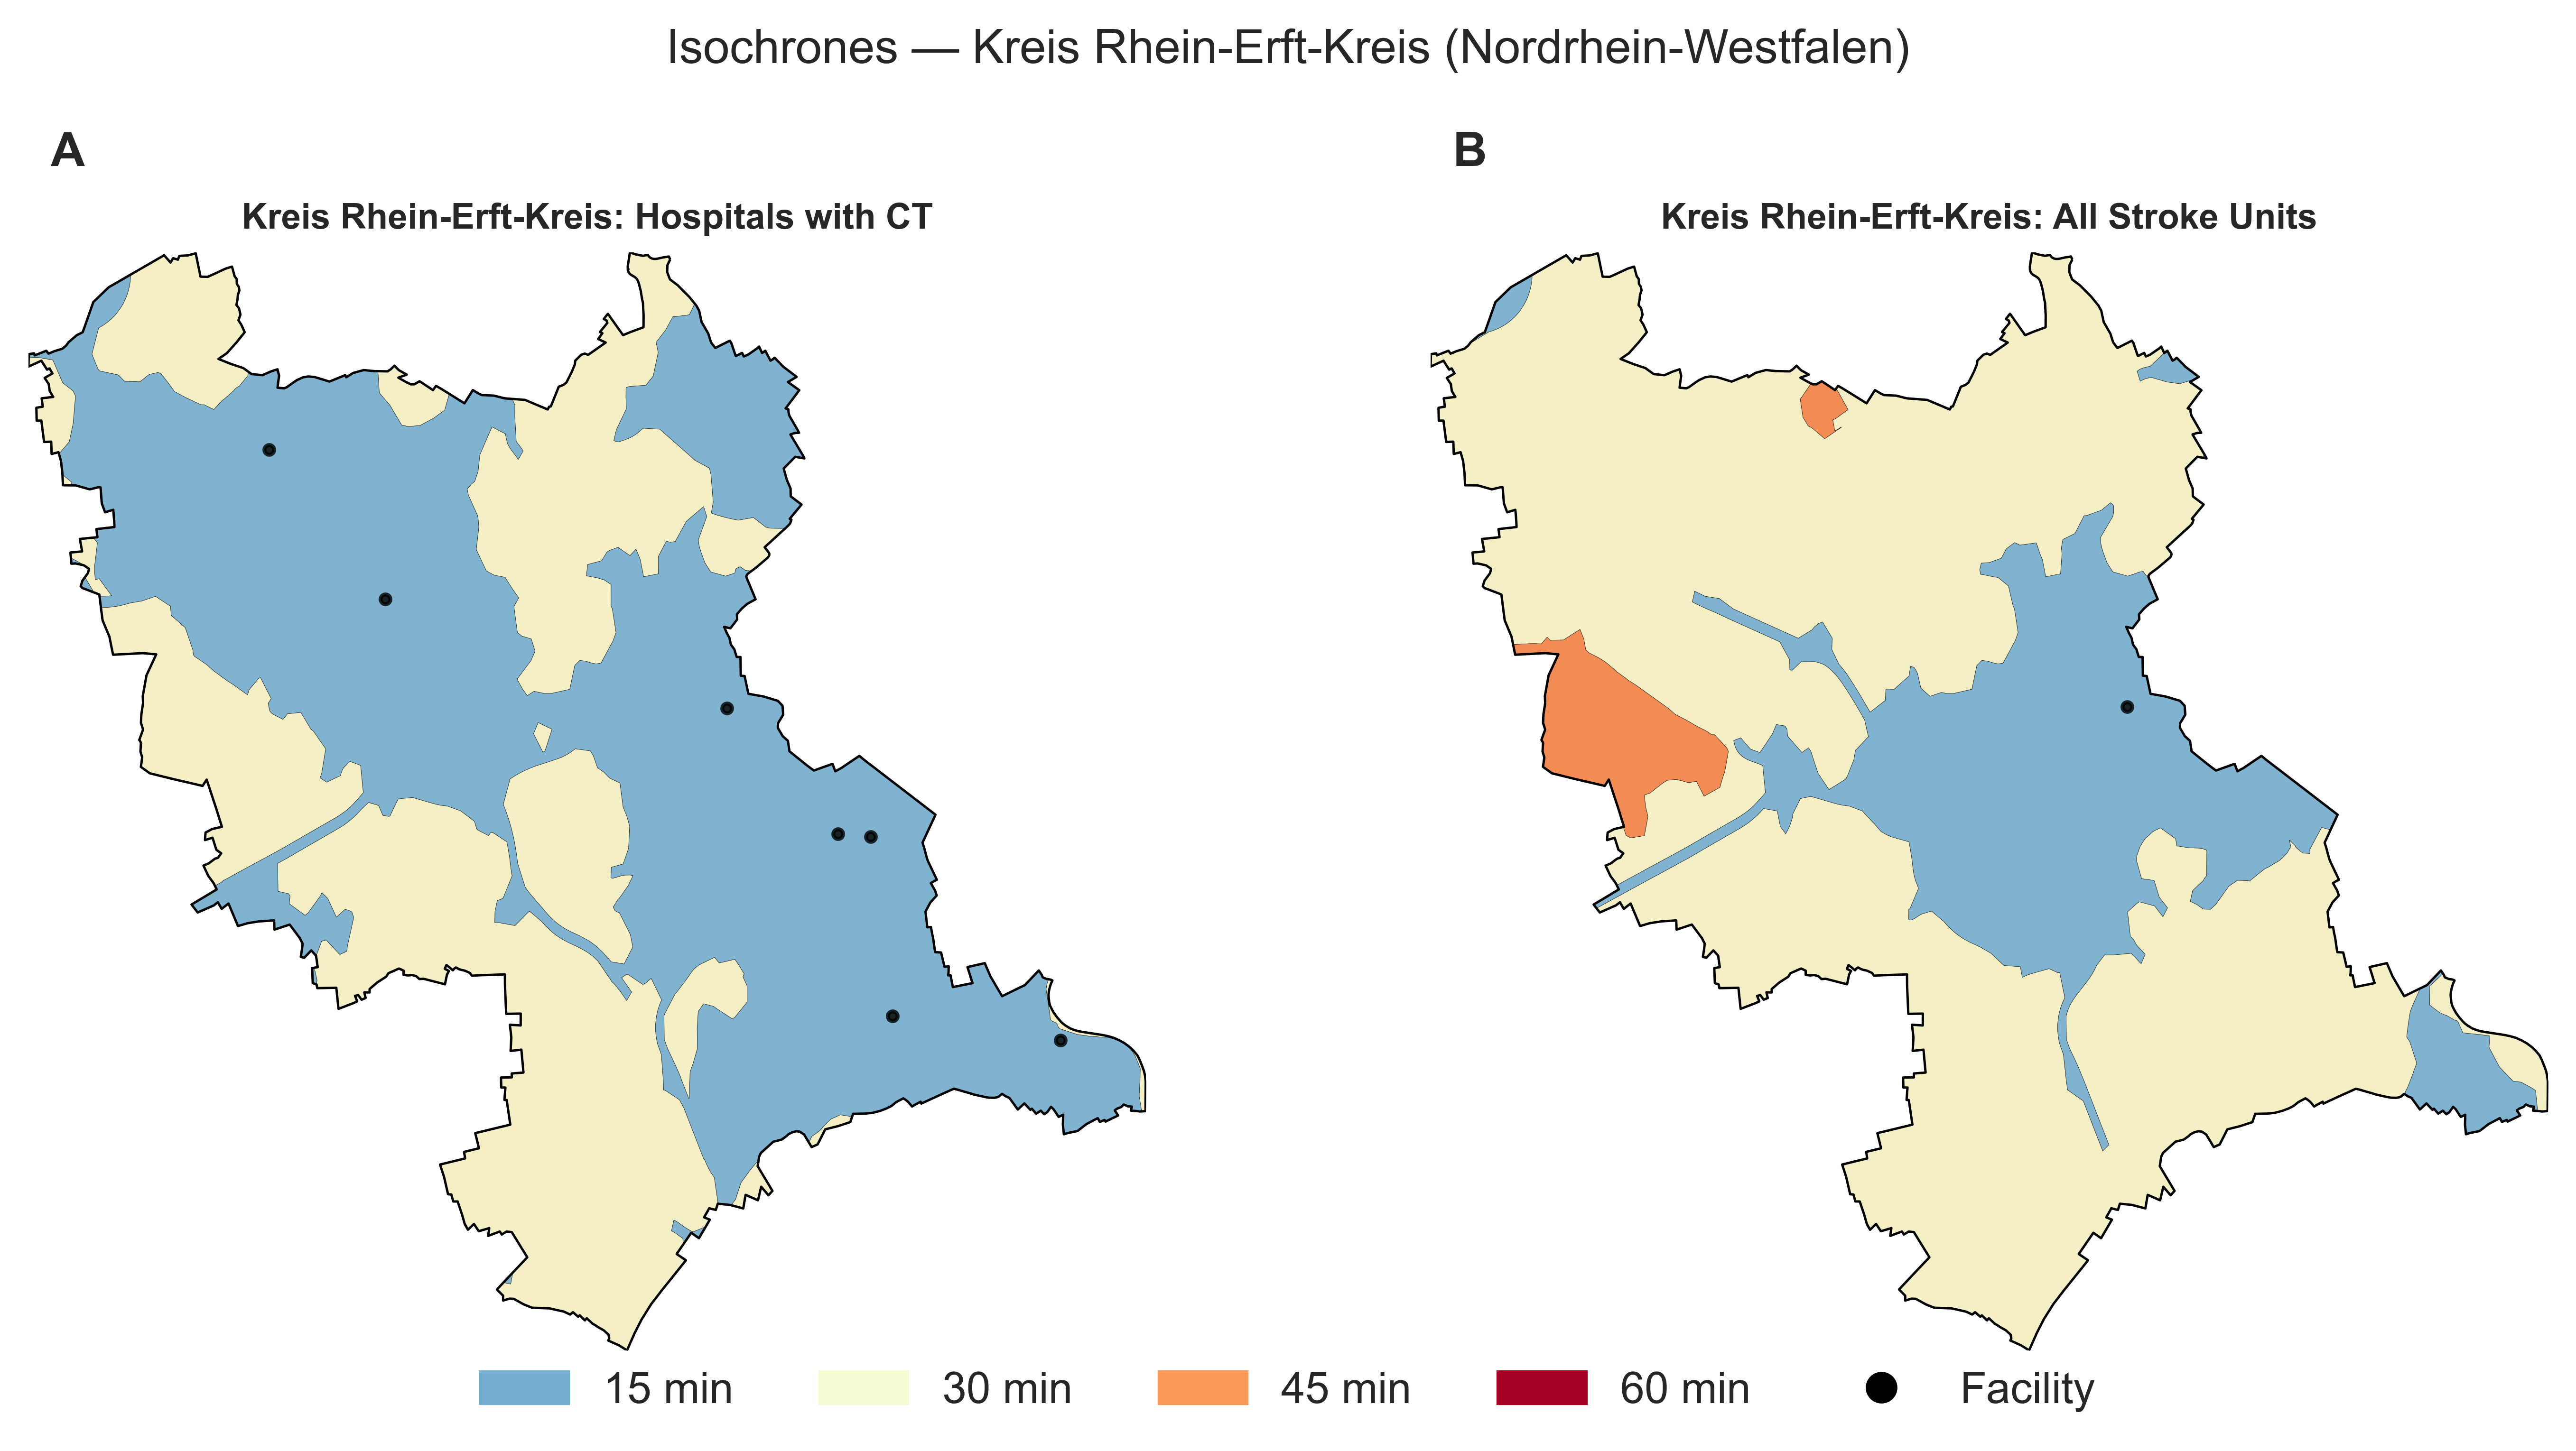 Isochrones — Kreis Rhein-Erft-Kreis (Nordrhein-Westfalen)
A
B
Kreis Rhein-Erft-Kreis: Hospitals with CT
Kreis Rhein-Erft-Kreis: All Stroke Units
15 min
30 min
45 min
60 min
Facility